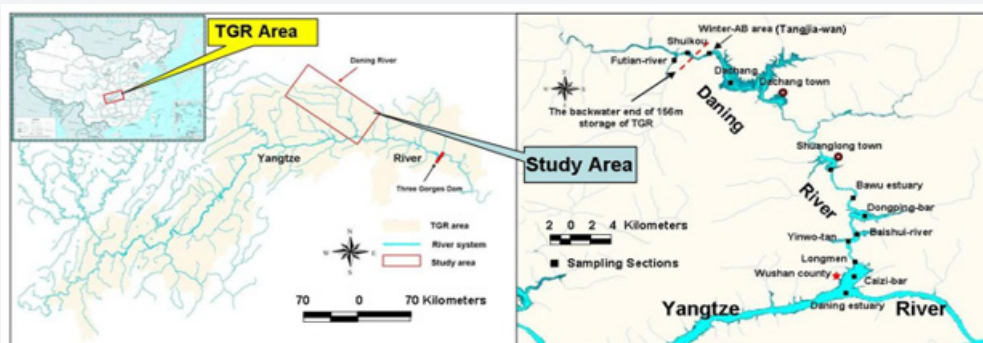 TGR Area
Daning River
Yangtze
River
Study Area
Three Gorges Dam
TGR area
River system
Study area
N
W
E
S
70 0 70 Kilometers
Winter-AB area (Tangjia-wan)
Shuikou
Futian-river
Dachang
Dachang town
The backwater end of 156m
storage of TGR
Daning
River
Shuanglong town
Bawu estuary
Dongping-bar
Baishui-river
Yinwo-tan
Longmen
Wushan county
Caizi-bar
Daning estuary
2 0 2 4 Kilometers
Sampling Sections
Yangtze
River